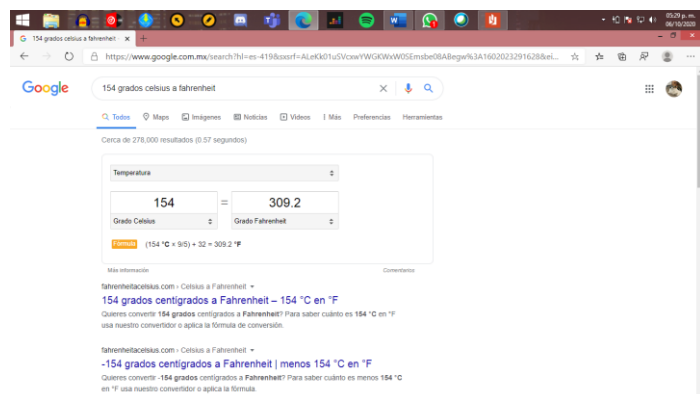 05:29 p. m.
06/10/2020
154 grados celsius a fahrenheit
https://www.google.com.mx/search?hl=es-419&sxsrf=ALeKk01uSVcxwYWGKWxW0SEmsbe08ABegw%3A1602023291628&ei...
Google
154 grados celsius a fahrenheit
Todos Maps Imágenes Noticias Videos Más Preferencias Herramientas
Cerca de 278,000 resultados (0.57 segundos)
Temperatura
154 = 309.2
Grado Celsius Grado Fahrenheit
Fórmula (154 °C × 9/5) + 32 = 309.2 °F
Más información Comentarios
fahrenheitacelsius.com › Celsius a Fahrenheit
154 grados centígrados a Fahrenheit – 154 °C en °F
Quieres convertir 154 grados centígrados a Fahrenheit? Para saber cuánto es 154 °C en °F
usa nuestro convertidor o aplica la fórmula de conversión.
fahrenheitacelsius.com › Celsius a Fahrenheit
-154 grados centígrados a Fahrenheit | menos 154 °C en °F
Quieres convertir -154 grados centígrados a Fahrenheit? Para saber cuánto es menos 154 °C
en °F usa nuestro convertidor o aplica la fórmula.